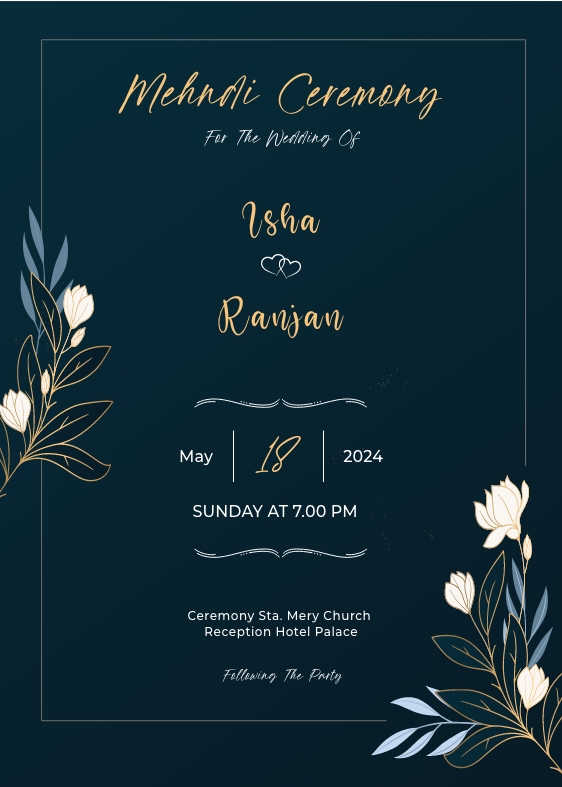 Mehndi Ceremony
For The Wedding Of
Isha
Ranjan
May 18 2024
SUNDAY AT 7.00 PM
Ceremony Sta. Mery Church
Reception Hotel Palace
Following The Party